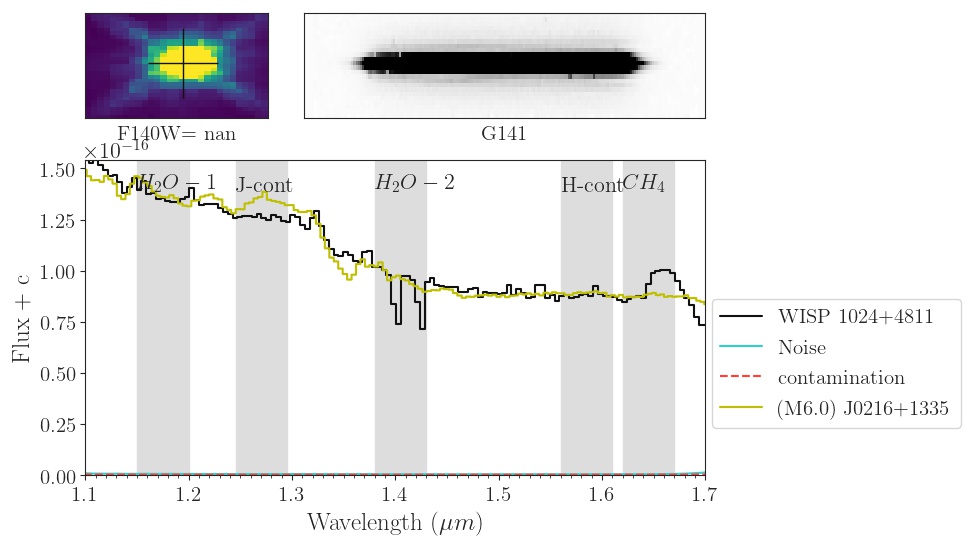 F140W= nan
G141
×10−16
H2O − 1
J-cont
H2O − 2
H-cont
CH4
1.50
1.25
1.00
0.75
0.50
0.25
0.00
Flux + c
1.1
1.2
1.3
1.4
1.5
1.6
1.7
Wavelength (μm)
WISP 1024+4811
Noise
contamination
(M6.0) J0216+1335